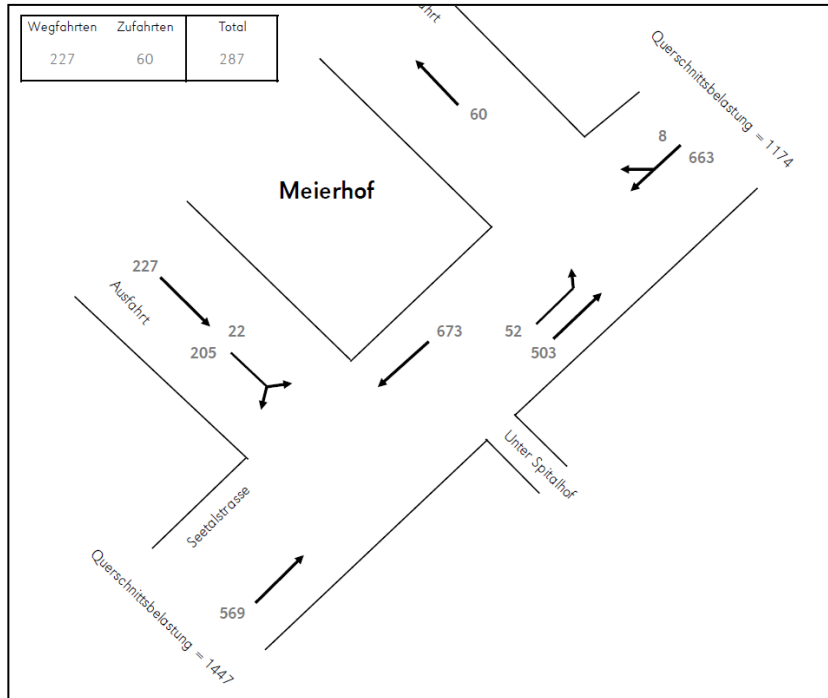 Wegfahrten Zufahrten Total
227 60 287
fahrt
Querschnittsbelastung = 1174
60
8
663
Meierhof
227
Ausfahrt
22
205
673
52
503
Unter Spitalhof
Seetalstrasse
Querschnittsbelastung = 1447
569